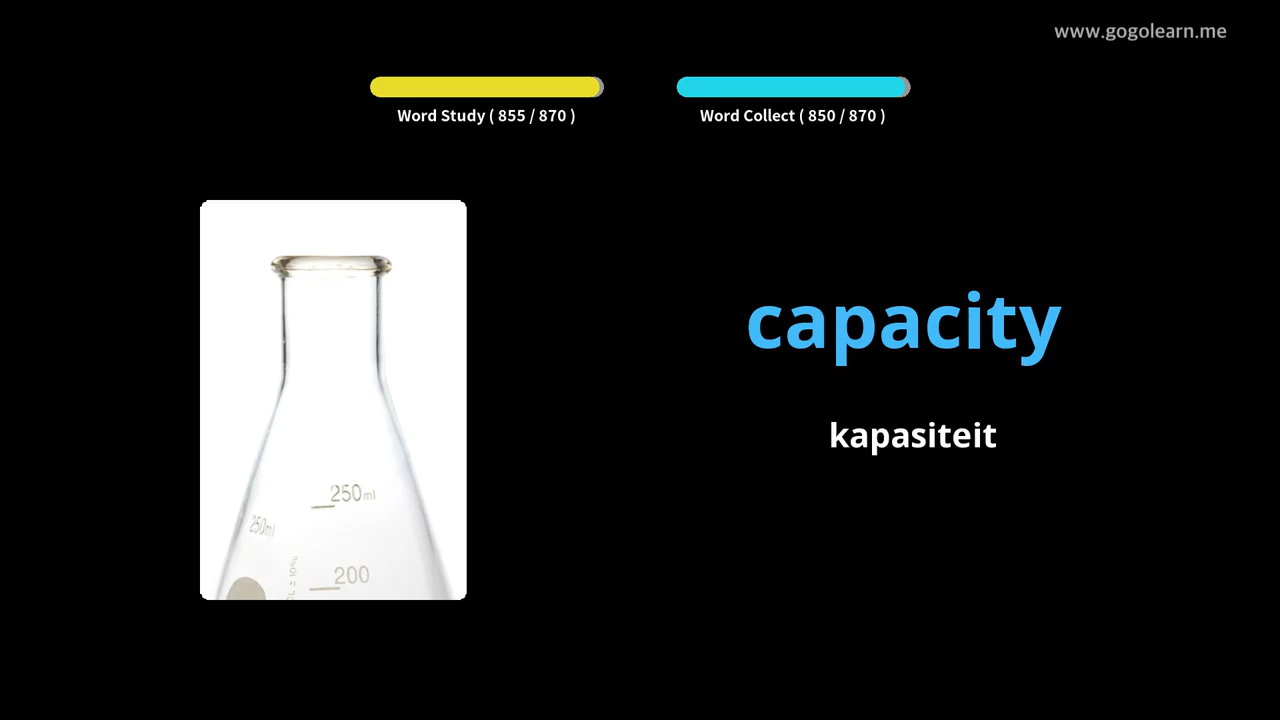 www.gogolearn.me
Word Study ( 855 / 870 )
Word Collect ( 850 / 870 )
capacity
kapasiteit
250ml
250ml
200